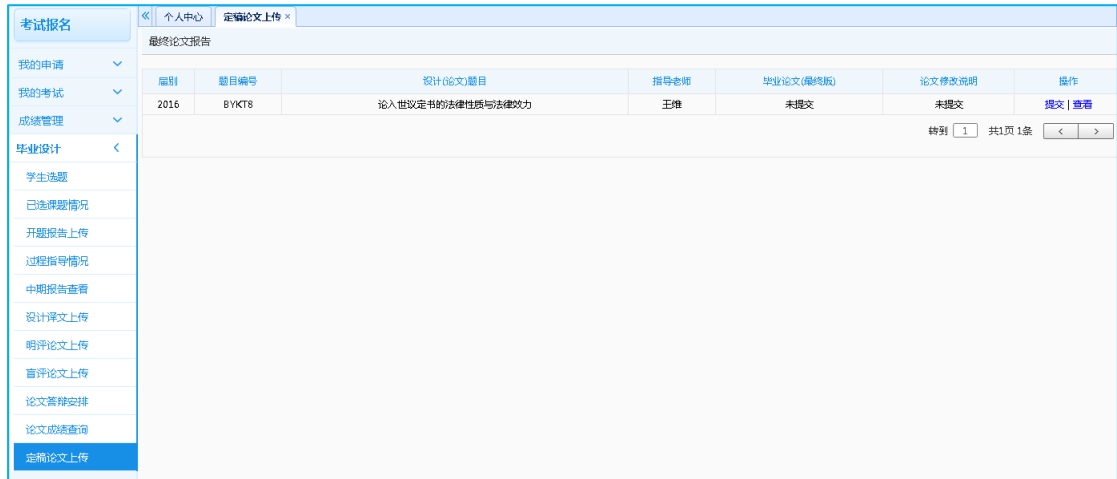 考试报名
我的申请
我的考试
成绩管理
毕业设计
学生选题
已选课题情况
开题报告上传
过程指导情况
中期报告查看
设计译文上传
明评论文上传
盲评论文上传
论文答辩安排
论文成绩查询
定稿论文上传
个人中心 定稿论文上传 ×
最终论文报告
届别 题目编号 设计(论文)题目 指导老师 毕业论文(最终版) 论文修改说明 操作
2016 BYKT8 论入世议定书的法律性质与法律效力 王维 未提交 未提交 提交 | 查看
转到 1 共1页 1条 < >